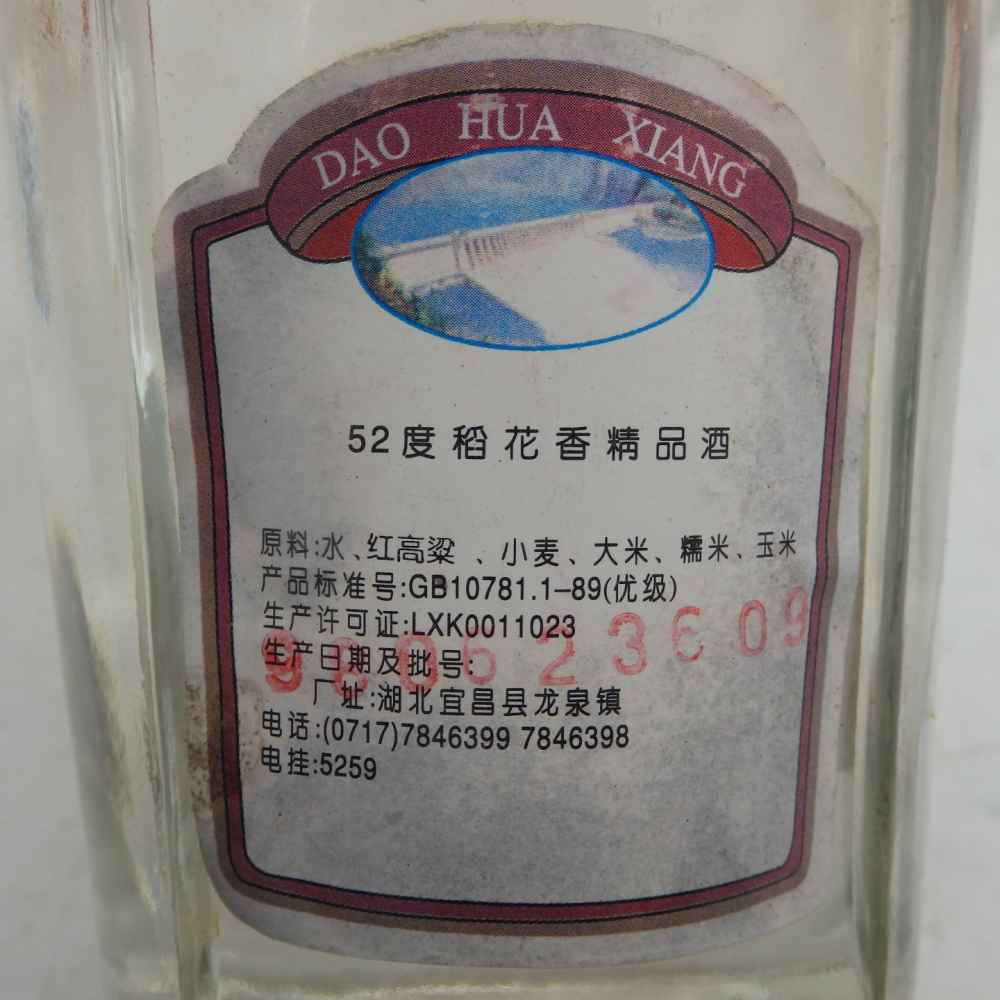 DAO HUA XIANG
52度稻花香精品酒
原料:水、红高粱、小麦、大米、糯米、玉米
产品标准号:GB10781.1-89(优级)
生产许可证:LXK0011023
生产日期及批号:
厂址:湖北宜昌县龙泉镇
电话:(0717)7846399 7846398
电挂:5259